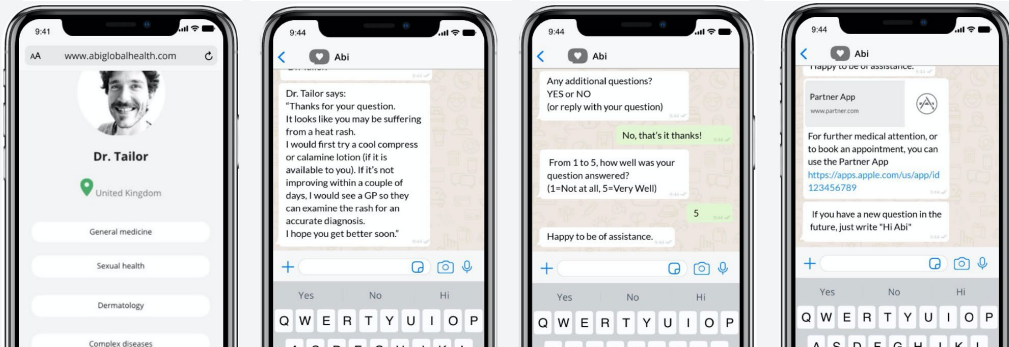 9:41
AA www.abiglobalhealth.com
Dr. Tailor
United Kingdom
General medicine
Sexual health
Dermatology
Complex diseases
9:44
Abi
Dr. Tailor says:
“Thanks for your question.
It looks like you may be suffering
from a heat rash.
I would first try a cool compress
or calamine lotion (if it is
available to you). If it's not
improving within a couple of
days, I would see a GP so they
can examine the rash for an
accurate diagnosis.
I hope you get better soon.”
Yes No Hi
Q W E R T Y U I O P
9:44
Abi
Any additional questions?
YES or NO
(or reply with your question)
No, that's it thanks!
From 1 to 5, how well was your
question answered?
(1=Not at all, 5=Very Well)
5
Happy to be of assistance.
Yes No Hi
Q W E R T Y U I O P
9:44
Abi
Happy to be of assistance.
Partner App
www.partner.com
For further medical attention, or
to book an appointment, you can
use the Partner App
https://apps.apple.com/us/app/id
123456789
If you have a new question in the
future, just write "Hi Abi"
Yes No Hi
Q W E R T Y U I O P
A S D F G H J K L